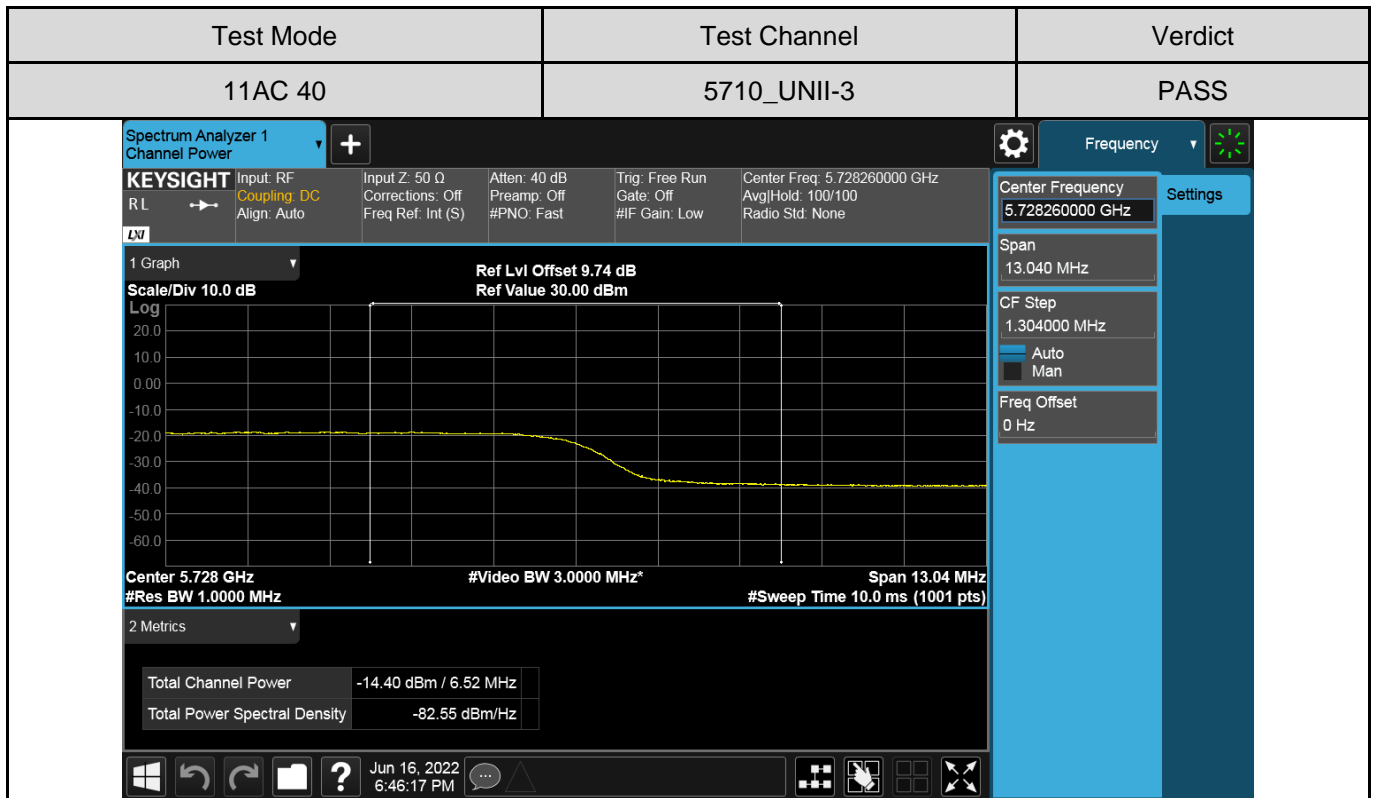 Test Mode Test Channel Verdict
11AC 40 5710_UNII-3 PASS
Spectrum Analyzer 1
Channel Power
+
Frequency
KEYSIGHT
R L
LXI
Input: RF
Coupling: DC
Align: Auto
Input Z: 50 Ω
Corrections: Off
Freq Ref: Int (S)
Atten: 40 dB
Preamp: Off
#PNO: Fast
Trig: Free Run
Gate: Off
#IF Gain: Low
Center Freq: 5.728260000 GHz
Avg|Hold: 100/100
Radio Std: None
Center Frequency
5.728260000 GHz
Settings
Span
13.040 MHz
CF Step
1.304000 MHz
Auto
Man
Freq Offset
0 Hz
1 Graph
Scale/Div 10.0 dB
Ref Lvl Offset 9.74 dB
Ref Value 30.00 dBm
Log
20.0
10.0
0.00
-10.0
-20.0
-30.0
-40.0
-50.0
-60.0
Center 5.728 GHz #Video BW 3.0000 MHz* Span 13.04 MHz
#Res BW 1.0000 MHz #Sweep Time 10.0 ms (1001 pts)
2 Metrics
Total Channel Power -14.40 dBm / 6.52 MHz
Total Power Spectral Density -82.55 dBm/Hz
?
Jun 16, 2022
6:46:17 PM